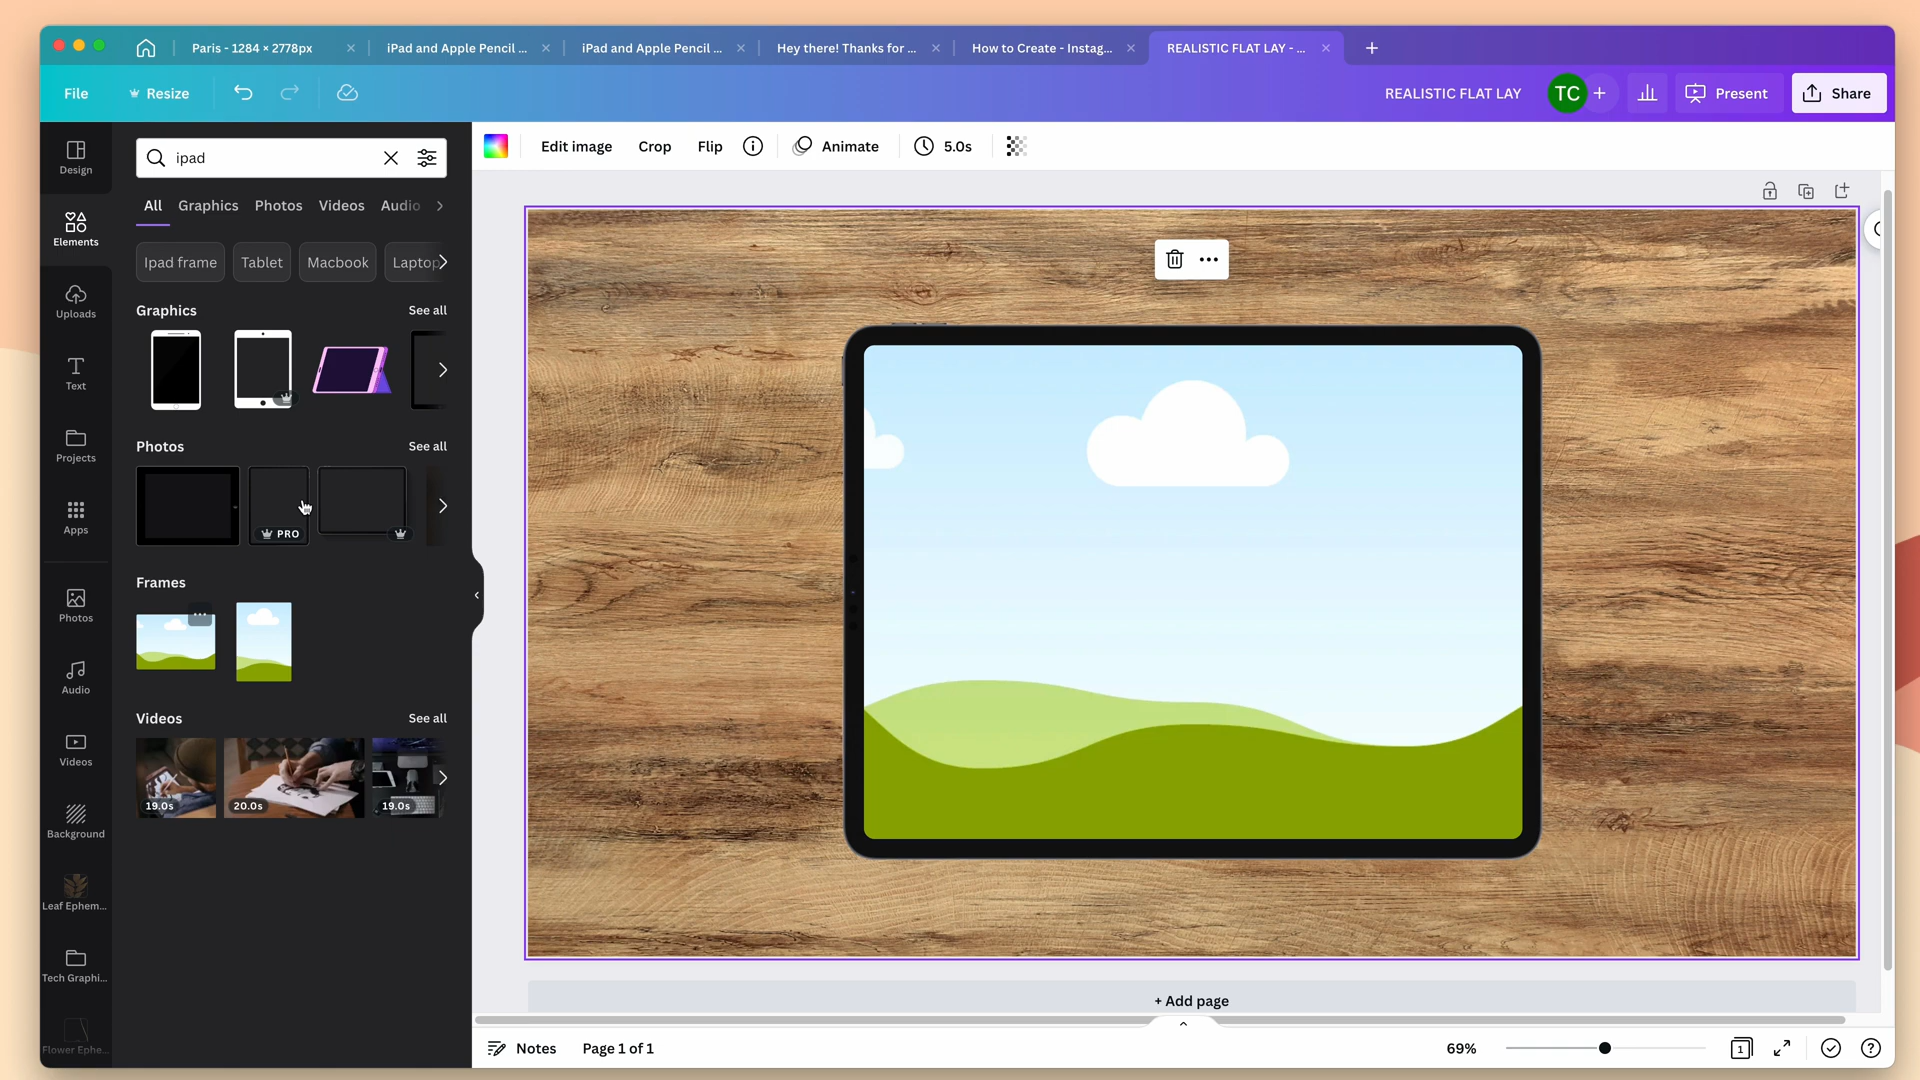 Paris - 1284 × 2778px
iPad and Apple Pencil ...
iPad and Apple Pencil ...
Hey there! Thanks for ...
How to Create - Instag...
REALISTIC FLAT LAY - ...
File
Resize
REALISTIC FLAT LAY
TC
Present
Share
Design
Elements
Uploads
Text
Projects
Apps
Photos
Audio
Videos
Background
Leaf Ephem...
Tech Graphi...
Flower Ephe...
ipad
All
Graphics
Photos
Videos
Audio
Ipad frame
Tablet
Macbook
Laptop
Graphics
See all
Photos
See all
PRO
Frames
Videos
See all
19.0s
20.0s
19.0s
Edit image
Crop
Flip
Animate
5.0s
+ Add page
Notes
Page 1 of 1
69%
1